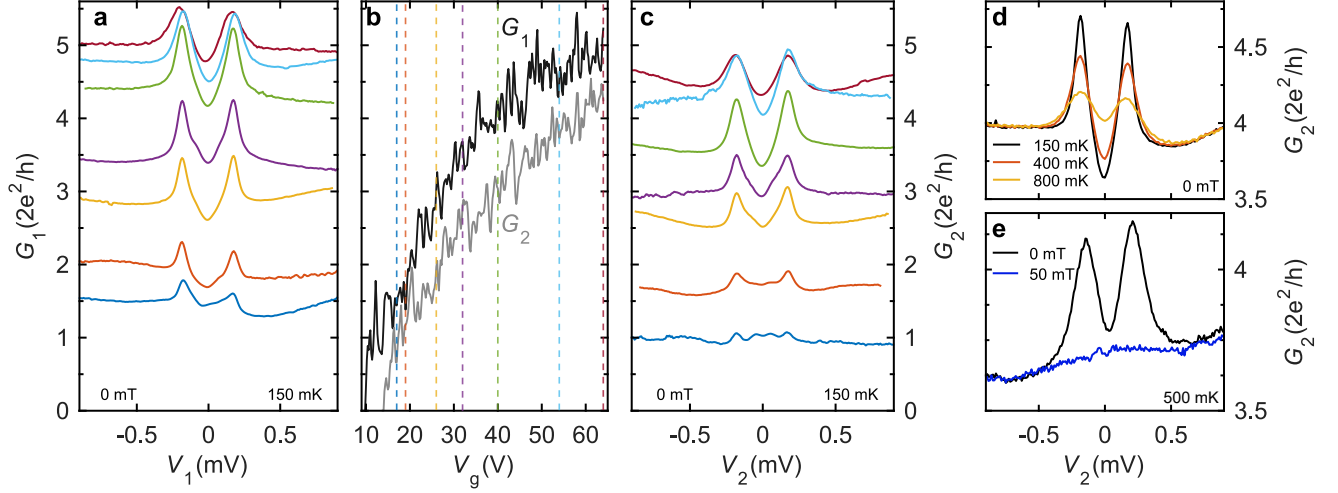 a
5
4
3
2
1
0
G₁(2e²/h)
0 mT
150 mK
-0.5
0
0.5
V₁(mV)
b
G₁
G₂
10
20
30
40
50
60
V_g(V)
c
5
4
3
2
1
0
G₂(2e²/h)
0 mT
150 mK
-0.5
0
0.5
V₂(mV)
d
4.5
4
3.5
G₂(2e²/h)
150 mK
400 mK
800 mK
0 mT
e
0 mT
50 mT
4
3.5
G₂(2e²/h)
500 mK
-0.5
0
0.5
V₂(mV)